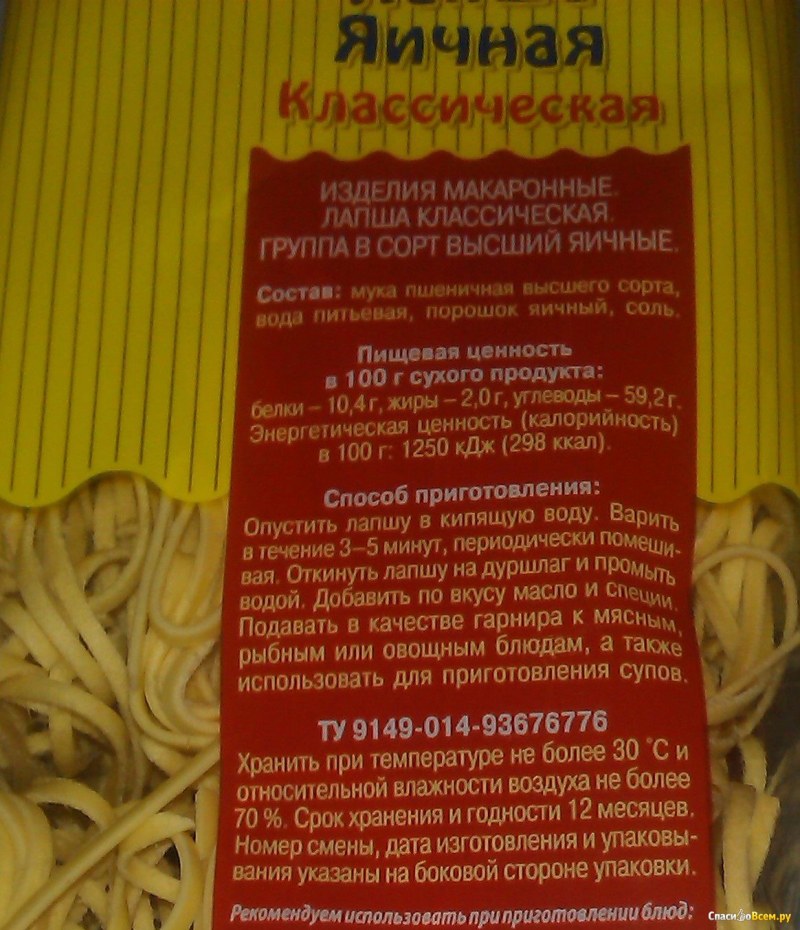 Яичная
Классическая
ИЗДЕЛИЯ МАКАРОННЫЕ.
ЛАПША КЛАССИЧЕСКАЯ.
ГРУППА В СОРТ ВЫСШИЙ ЯИЧНЫЕ.
Состав: мука пшеничная высшего сорта,
вода питьевая, порошок яичный, соль.
Пищевая ценность
в 100 г сухого продукта:
белки – 10,4 г, жиры – 2,0 г, углеводы – 59,2 г.
Энергетическая ценность (калорийность)
в 100 г: 1250 кДж (298 ккал).
Способ приготовления:
Опустить лапшу в кипящую воду. Варить
в течение 3–5 минут, периодически помеши-
вая. Откинуть лапшу на дуршлаг и промыть
водой. Добавить по вкусу масло и специи.
Подавать в качестве гарнира к мясным,
рыбным или овощным блюдам, а также
использовать для приготовления супов.
ТУ 9149-014-93676776
Хранить при температуре не более 30 °С и
относительной влажности воздуха не более
70 %. Срок хранения и годности 12 месяцев.
Номер смены, дата изготовления и упаковы-
вания указаны на боковой стороне упаковки.
Рекомендуем использовать при приготовлении блюд:
СпасибоВсем.ру